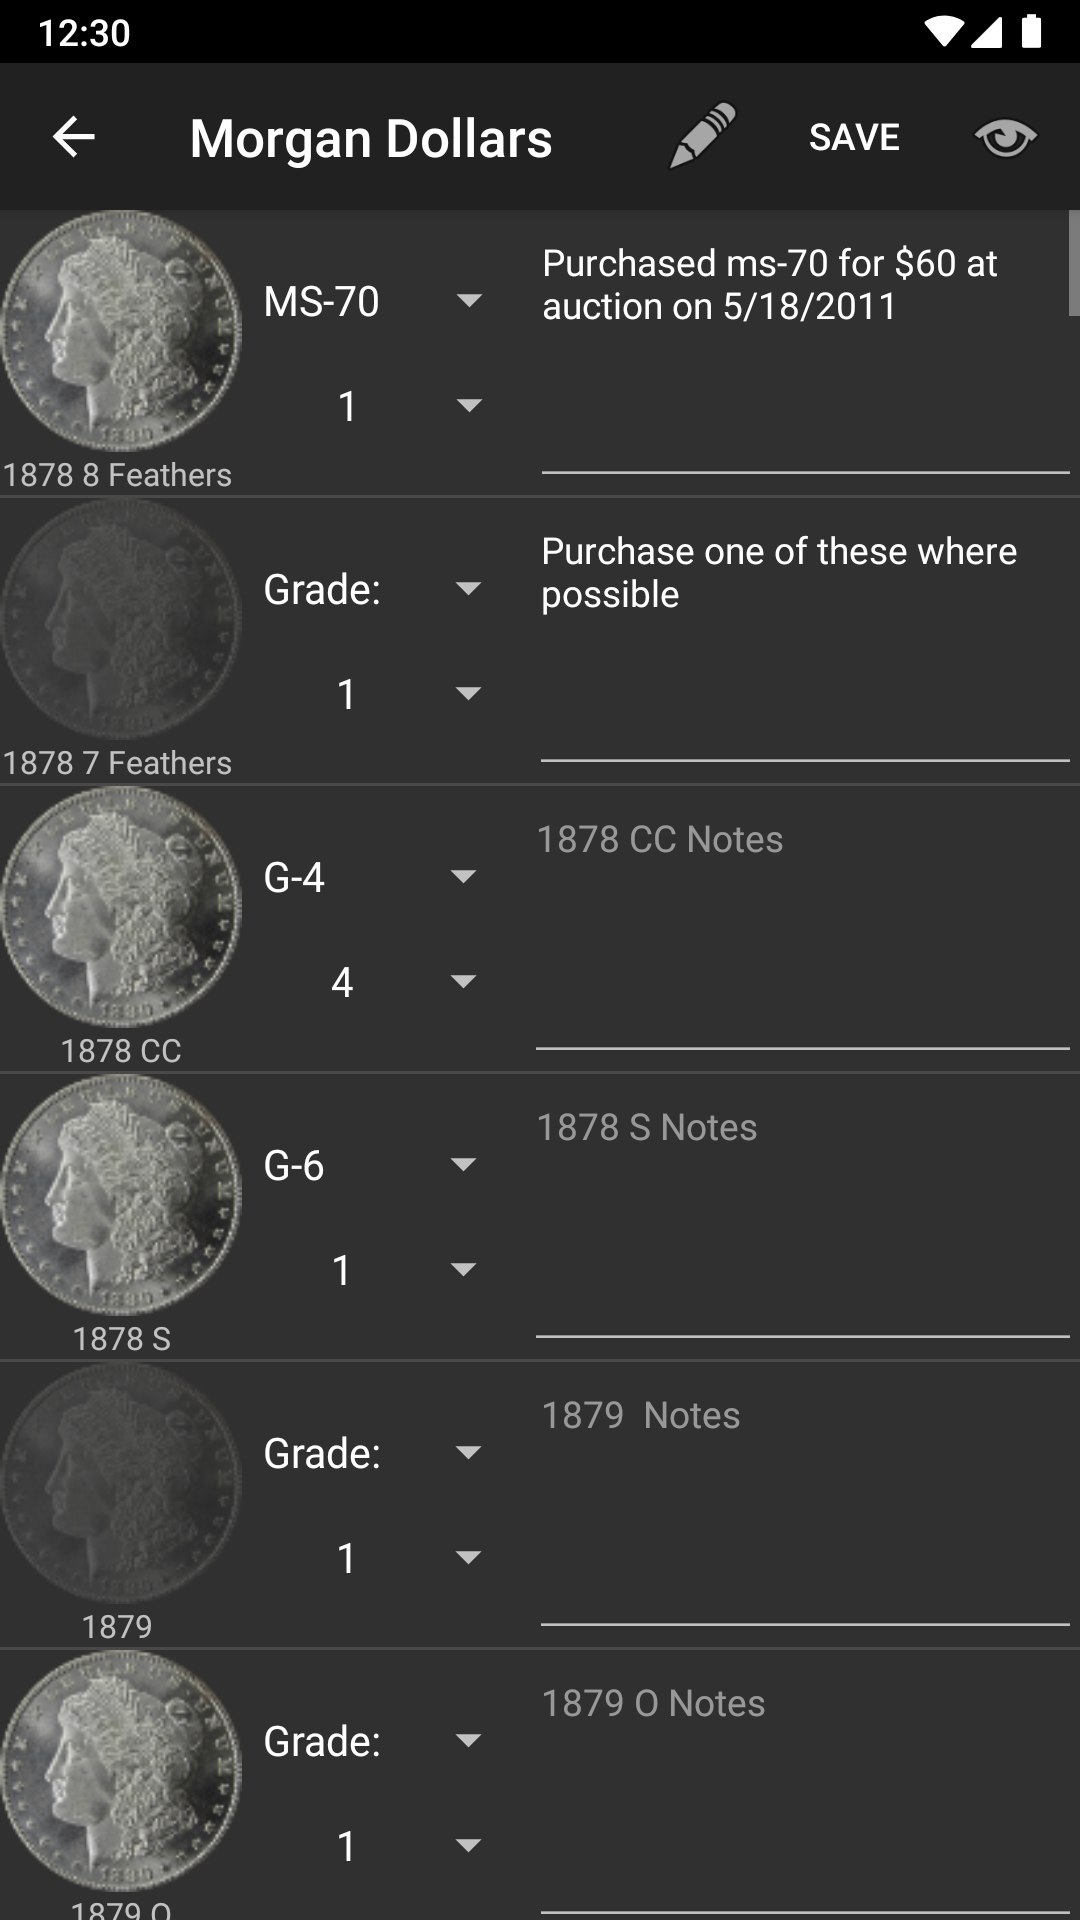 12:30
Morgan Dollars
SAVE
MS-70
Purchased ms-70 for $60 at
auction on 5/18/2011
1
1878 8 Feathers
Grade:
Purchase one of these where
possible
1
1878 7 Feathers
G-4
1878 CC Notes
4
1878 CC
G-6
1878 S Notes
1
1878 S
Grade:
1879  Notes
1
1879
Grade:
1879 O Notes
1
1879 O